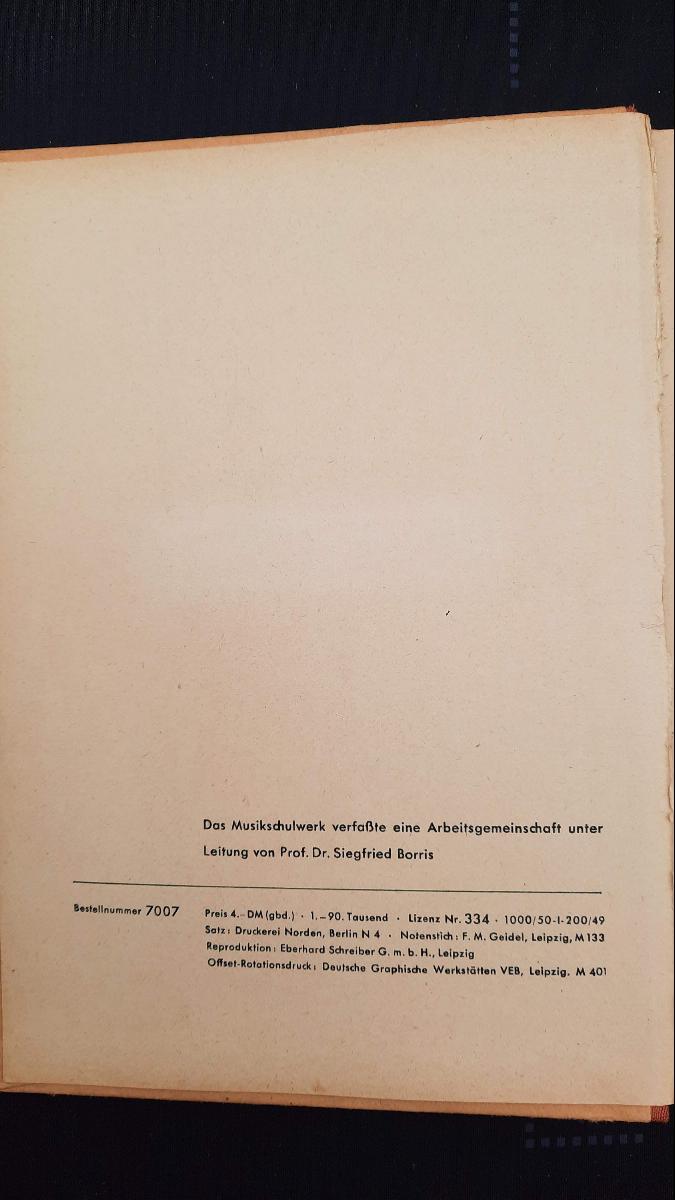 Das Musikschulwerk verfaßte eine Arbeitsgemeinschaft unter
Leitung von Prof. Dr. Siegfried Borris
Bestellnummer 7007
Preis 4.– DM (gbd.) · 1.–90. Tausend · Lizenz Nr. 334 · 1000/50-I-200/49
Satz: Druckerei Norden, Berlin N 4 · Notenstich: F. M. Geidel, Leipzig, M 133
Reproduktion: Eberhard Schreiber G. m. b. H., Leipzig
Offset-Rotationsdruck: Deutsche Graphische Werkstätten VEB, Leipzig. M 401